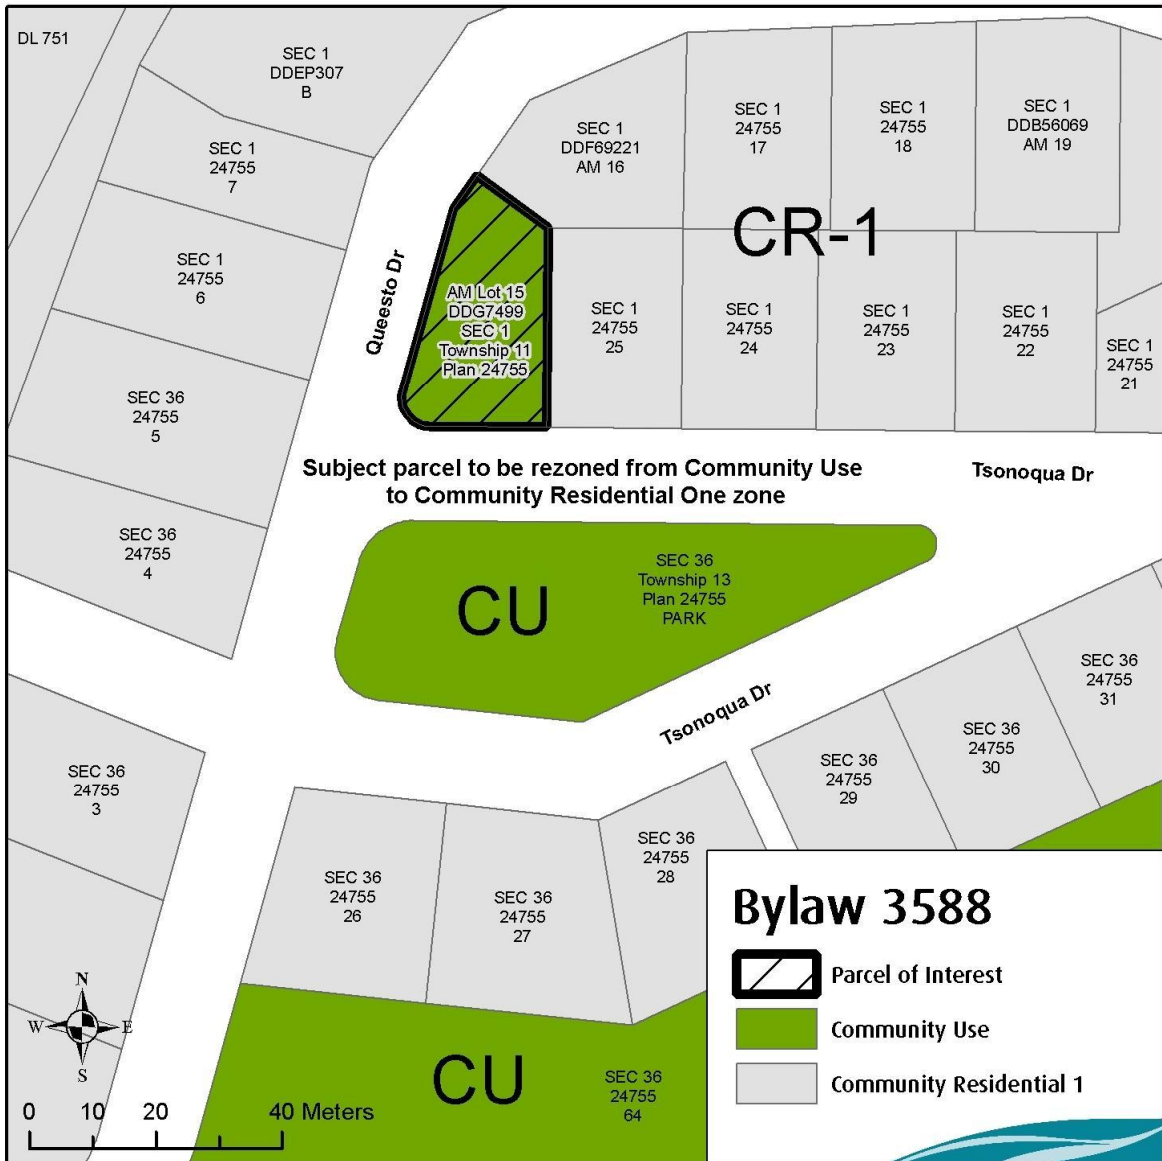 DL 751
SEC 1
DDEP307
B
SEC 1
24755
7
SEC 1
24755
6
SEC 36
24755
5
SEC 36
24755
4
SEC 36
24755
3
Queesto Dr
SEC 1
DDF69221
AM 16
SEC 1
24755
17
SEC 1
24755
18
SEC 1
DDB56069
AM 19
CR-1
AM Lot 15
DDG7499
SEC 1
Township 11
Plan 24755
SEC 1
24755
25
SEC 1
24755
24
SEC 1
24755
23
SEC 1
24755
22
SEC 1
24755
21
Subject parcel to be rezoned from Community Use
to Community Residential One zone
Tsonoqua Dr
CU
SEC 36
Township 13
Plan 24755
PARK
Tsonoqua Dr
SEC 36
24755
31
SEC 36
24755
30
SEC 36
24755
29
SEC 36
24755
28
SEC 36
24755
26
SEC 36
24755
27
CU
SEC 36
24755
64
N
W E
S
0 10 20 40 Meters
Bylaw 3588
Parcel of Interest
Community Use
Community Residential 1